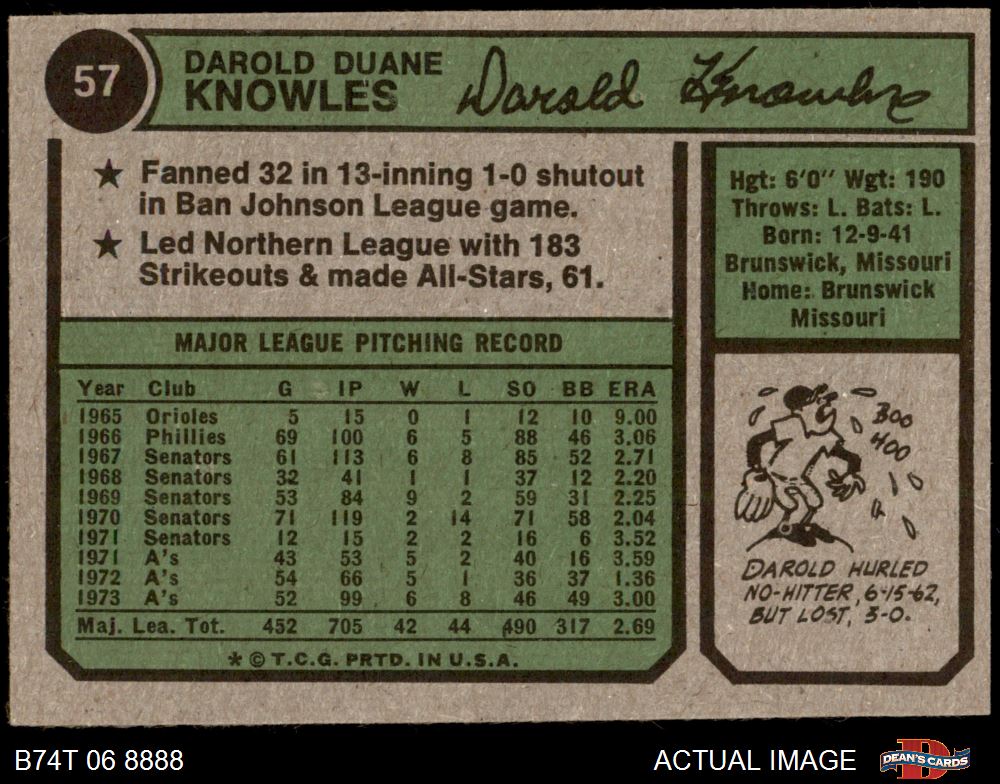 57
DAROLD DUANE
KNOWLES
Darold Knowles
★ Fanned 32 in 13-inning 1-0 shutout
in Ban Johnson League game.
★ Led Northern League with 183
Strikeouts & made All-Stars, 61.
MAJOR LEAGUE PITCHING RECORD
Year Club G IP W L SO BB ERA
1965 Orioles 5 15 0 1 12 10 9.00
1966 Phillies 69 100 6 5 88 46 3.06
1967 Senators 61 113 6 8 85 52 2.71
1968 Senators 32 41 1 1 37 12 2.20
1969 Senators 53 84 9 2 59 31 2.25
1970 Senators 71 119 2 14 71 58 2.04
1971 Senators 12 15 2 2 16 6 3.52
1971 A's 43 53 5 2 40 16 3.59
1972 A's 54 66 5 1 36 37 1.36
1973 A's 52 99 6 8 46 49 3.00
Maj. Lea. Tot. 452 705 42 44 490 317 2.69
* © T.C.G. PRTD. IN U.S.A.
Hgt: 6'0" Wgt: 190
Throws: L. Bats: L.
Born: 12-9-41
Brunswick, Missouri
Home: Brunswick
Missouri
BOO
HOO
DAROLD HURLED
NO-HITTER, 6-15-62,
BUT LOST, 3-0.
B74T 06 8888
ACTUAL IMAGE
DEAN'S CARDS